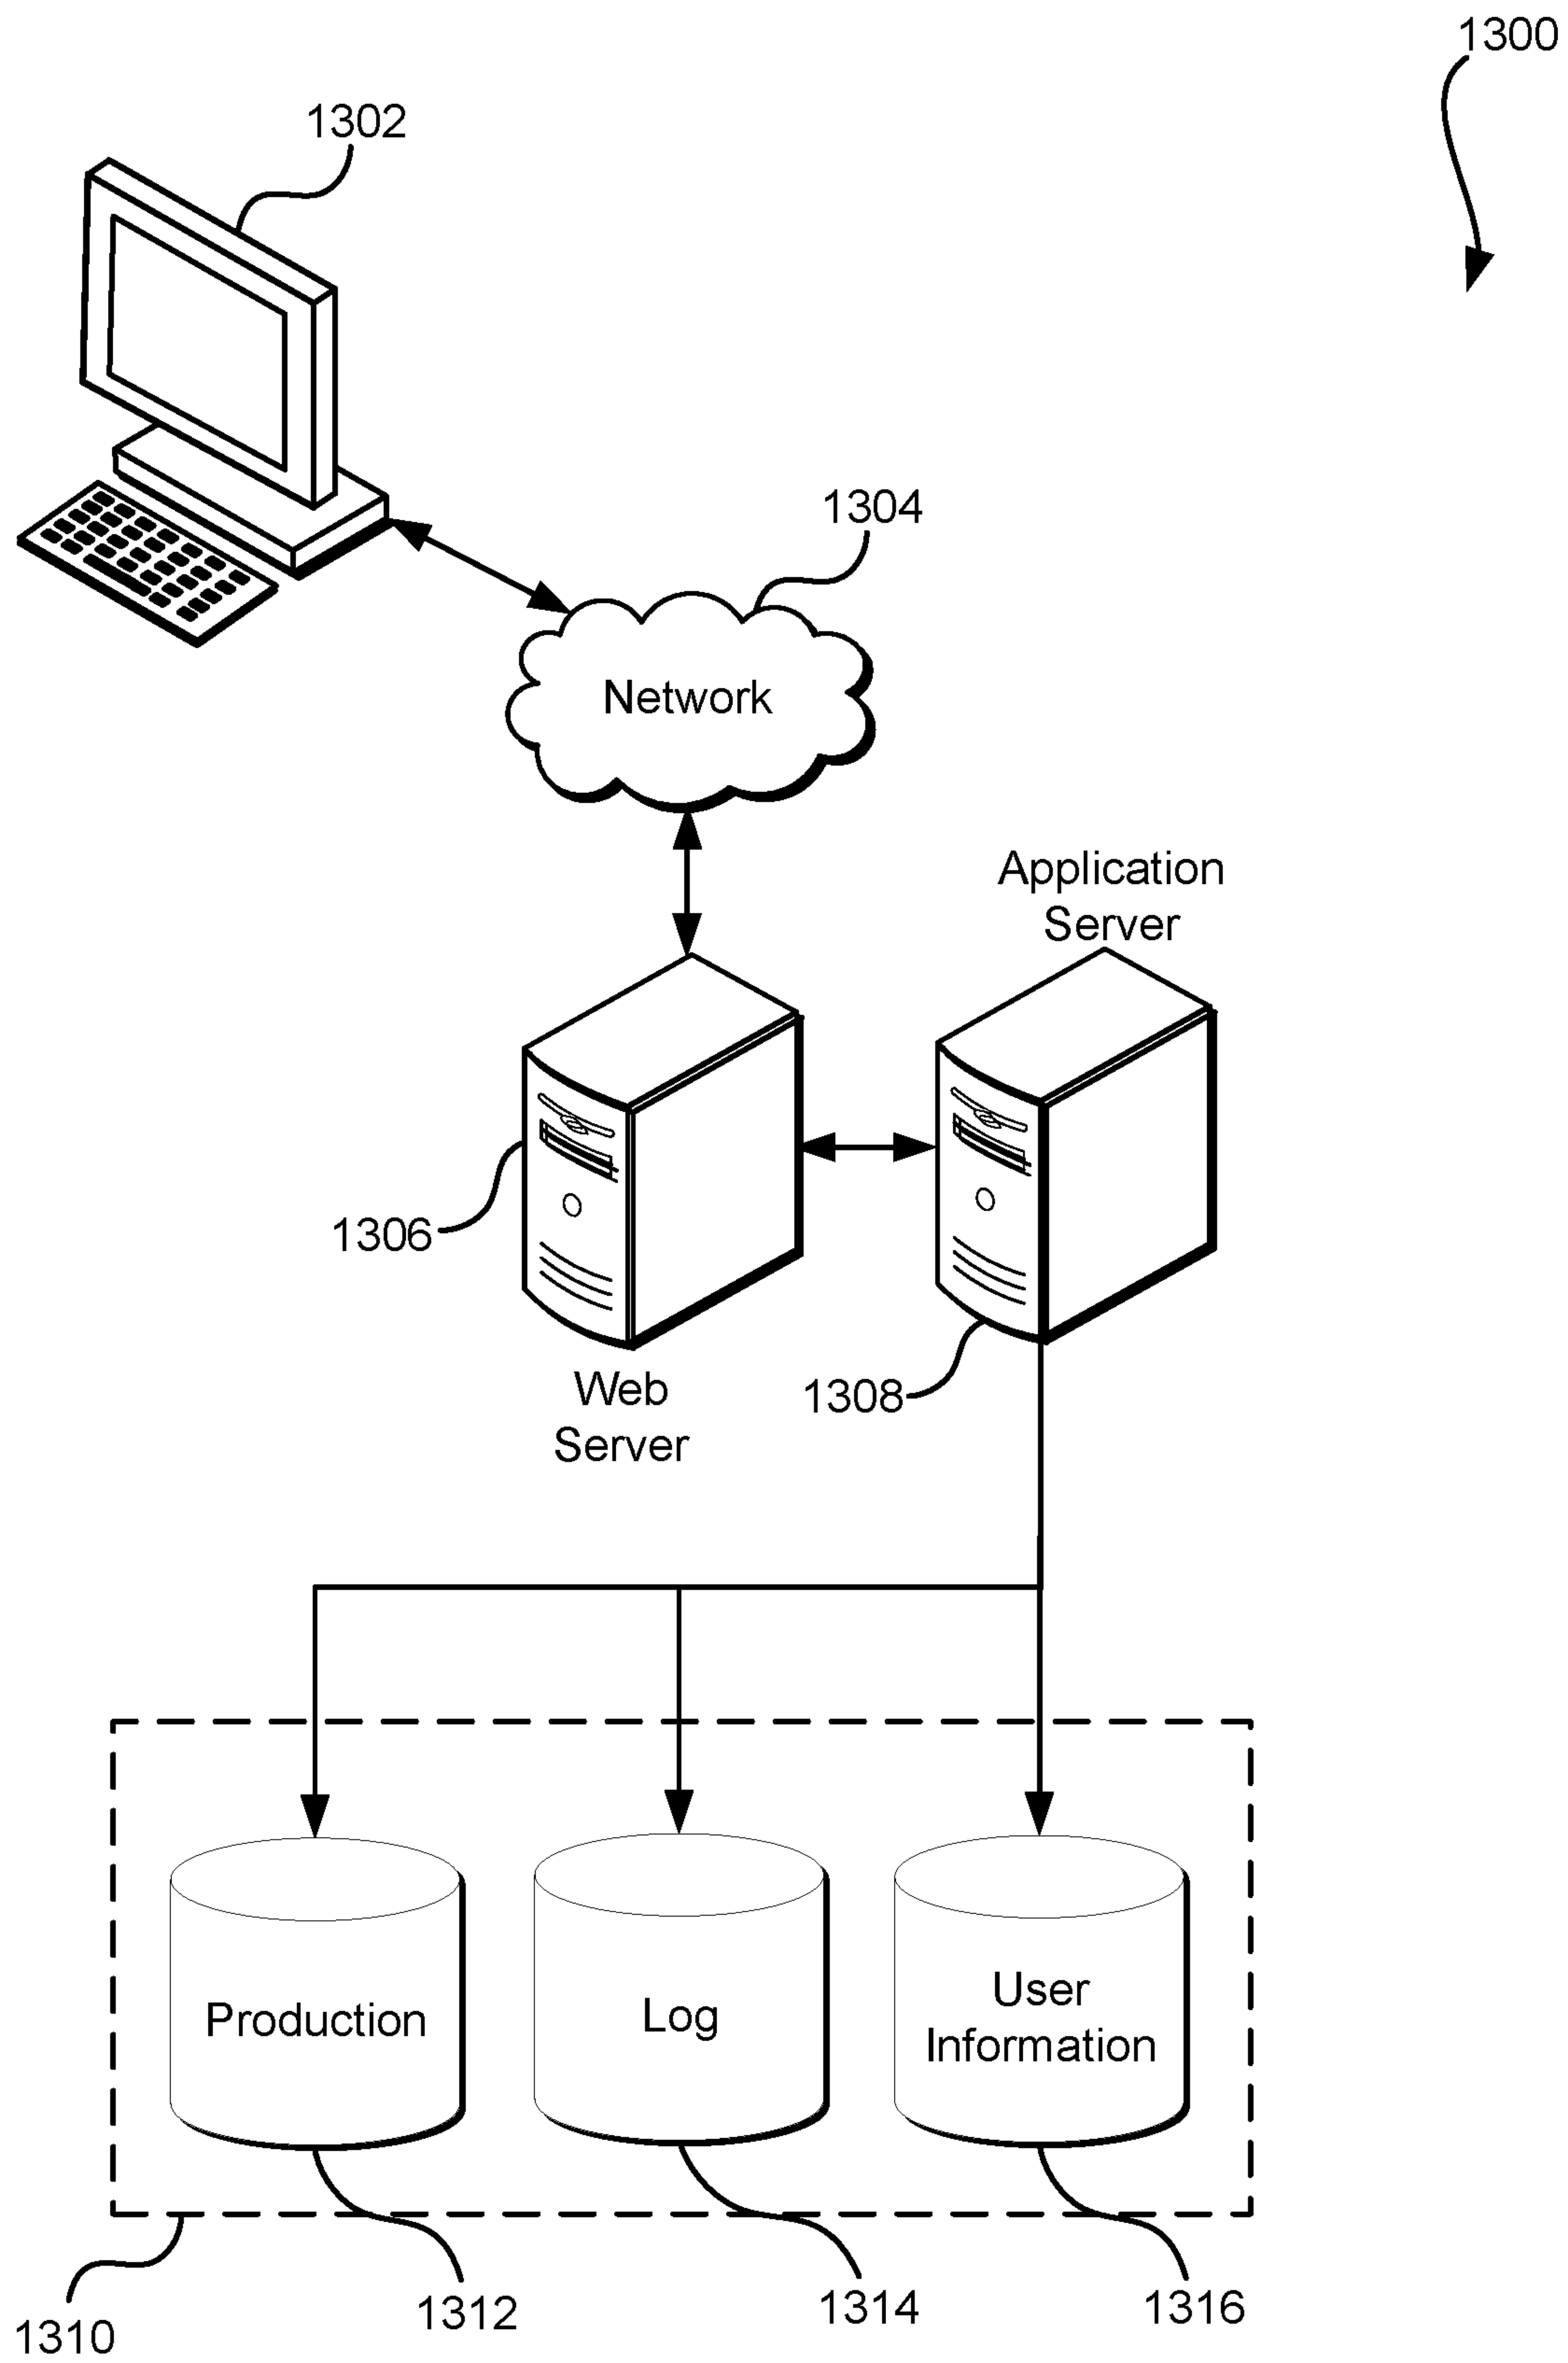 1300
1302
1304
Network
Application
Server
1306
Web
Server
1308
Production
Log
User
Information
1310
1312
1314
1316